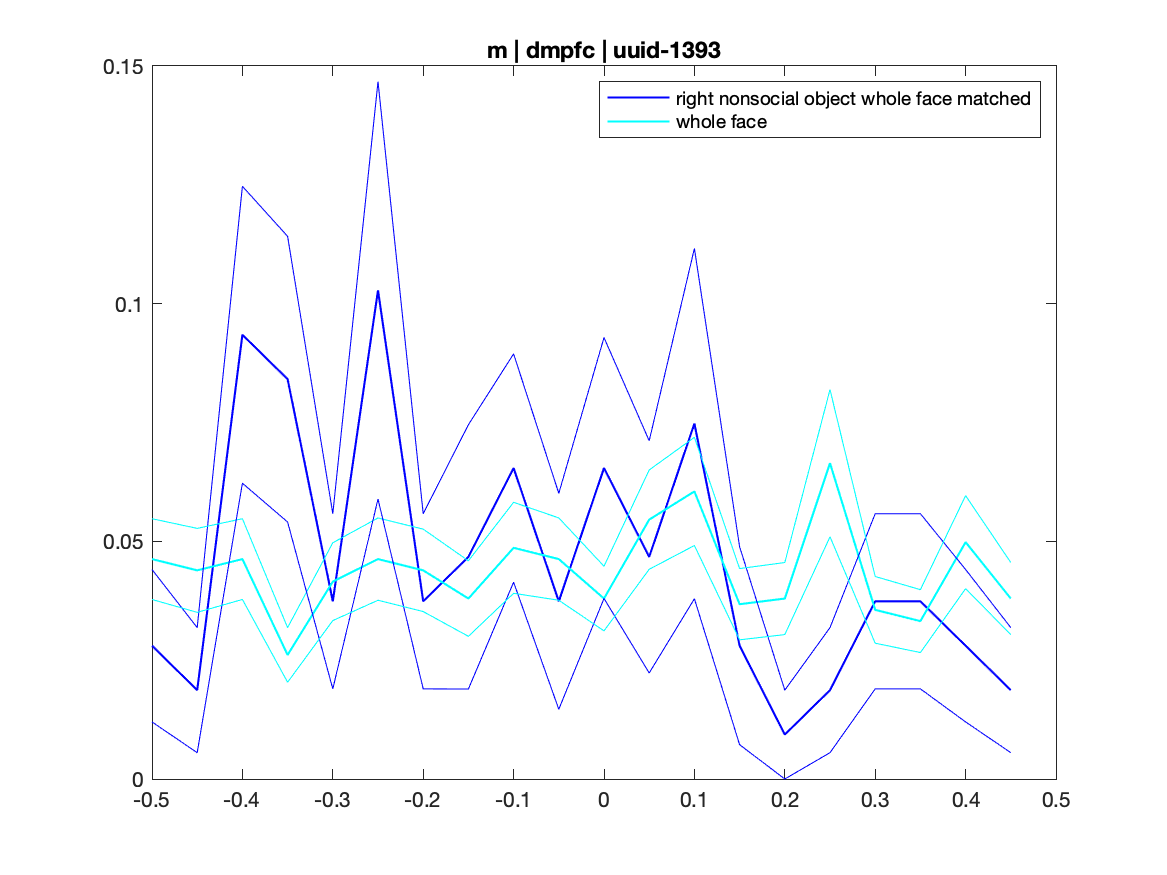 m | dmpfc | uuid-1393
right nonsocial object whole face matched
whole face
0.15
0.1
0.05
0
-0.5 -0.4 -0.3 -0.2 -0.1 0 0.1 0.2 0.3 0.4 0.5